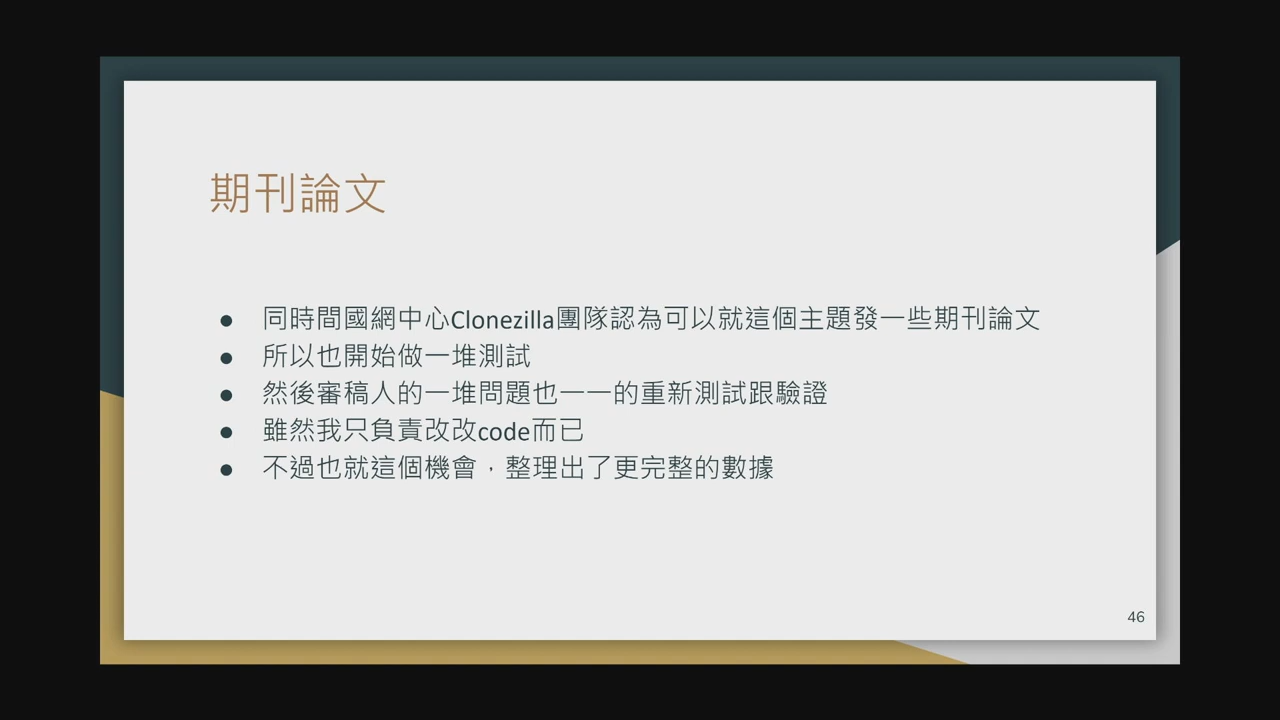 期刊論文
● 同時間國網中心Clonezilla團隊認為可以就這個主題發一些期刊論文
● 所以也開始做一堆測試
● 然後審稿人的一堆問題也一一的重新測試跟驗證
● 雖然我只負責改改code而已
● 不過也就這個機會，整理出了更完整的數據
46